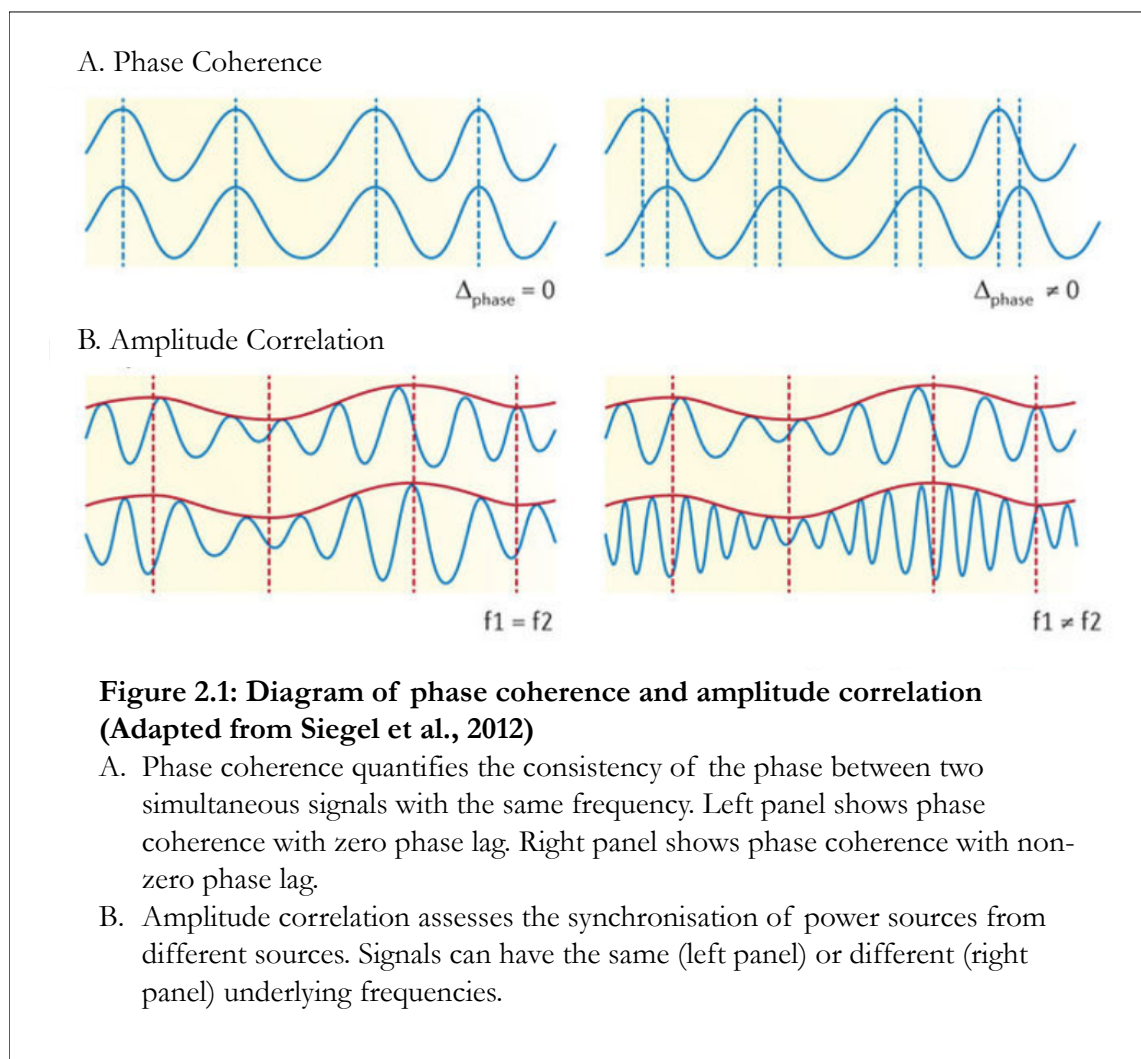 A. Phase Coherence
Δphase = 0
Δphase ≠ 0
B. Amplitude Correlation
f1 = f2
f1 ≠ f2
Figure 2.1: Diagram of phase coherence and amplitude correlation
(Adapted from Siegel et al., 2012)
A. Phase coherence quantifies the consistency of the phase between two
simultaneous signals with the same frequency. Left panel shows phase
coherence with zero phase lag. Right panel shows phase coherence with non-
zero phase lag.
B. Amplitude correlation assesses the synchronisation of power sources from
different sources. Signals can have the same (left panel) or different (right
panel) underlying frequencies.